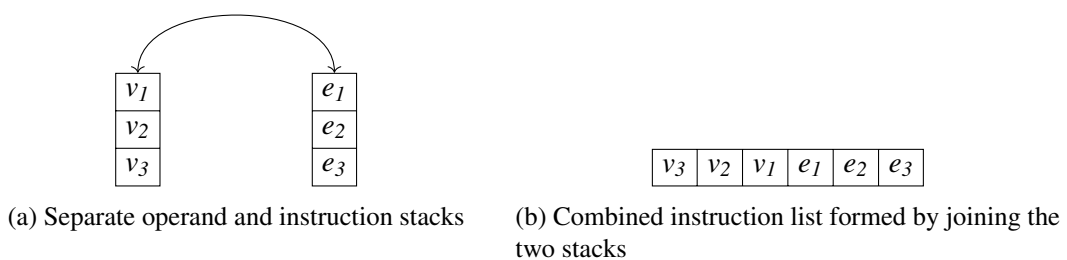 v1 e1
v2 e2
v3 e3
v3 v2 v1 e1 e2 e3
(a) Separate operand and instruction stacks
(b) Combined instruction list formed by joining the
two stacks